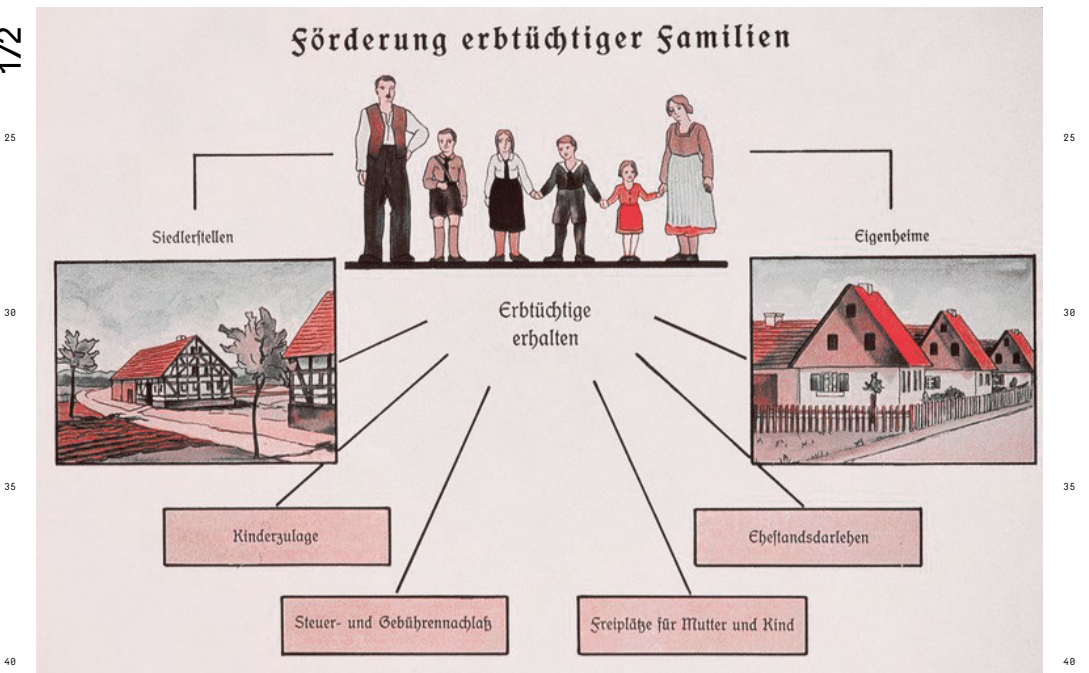 1/2
Förderung erbtüchtiger Familien
25
25
Siedlerstellen
Eigenheime
30
30
Erbtüchtige
erhalten
35
35
Kinderzulage
Ehestandsdarlehen
Steuer- und Gebührennachlaß
Freiplätze für Mutter und Kind
40
40